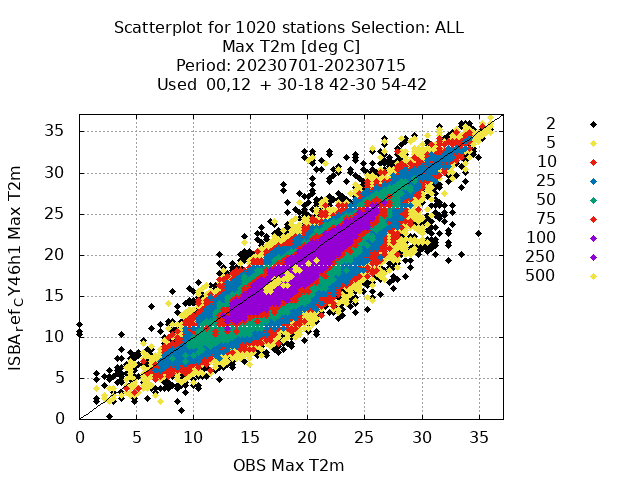 Scatterplot for 1020 stations Selection: ALL
Max T2m [deg C]
Period: 20230701-20230715
Used 00,12 + 30-18 42-30 54-42
35
30
25
20
15
10
5
0
ISBA_ref_CY46h1 Max T2m
0 5 10 15 20 25 30 35
OBS Max T2m
2
5
10
25
50
75
100
250
500